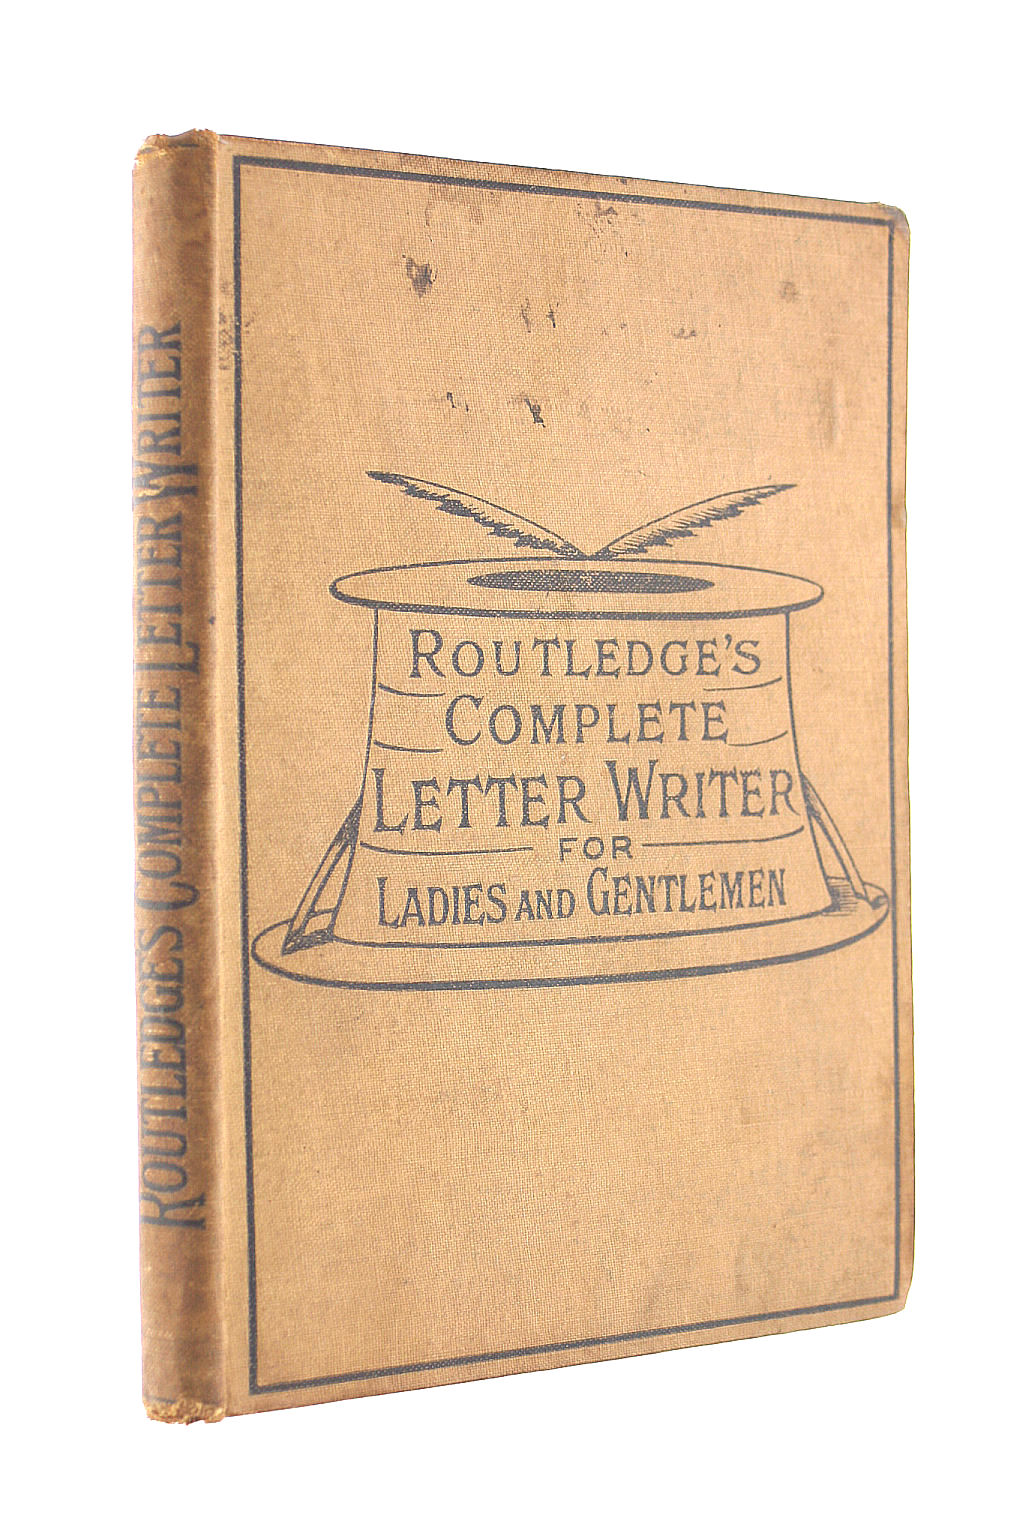 ROUTLEDGE'S COMPLETE LETTER WRITER
ROUTLEDGE'S
COMPLETE
LETTER WRITER
FOR
LADIES AND GENTLEMEN